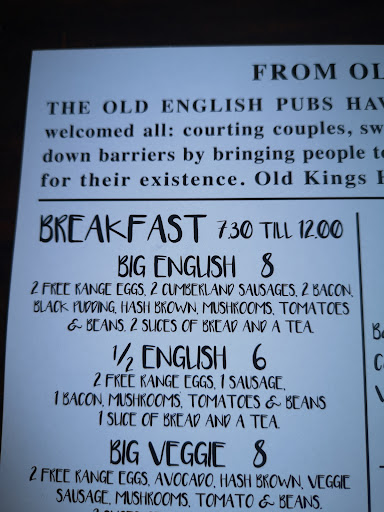 FROM OL
THE OLD ENGLISH PUBS HAV
welcomed all: courting couples, sw
down barriers by bringing people to
for their existence. Old Kings H
BREAKFAST 7.30 TILL 12.00
BIG ENGLISH 8
2 FREE RANGE EGGS, 2 CUMBERLAND SAUSAGES, 2 BACON,
BLACK PUDDING, HASH BROWN, MUSHROOMS, TOMATOES
& BEANS, 2 SLICES OF BREAD AND A TEA.
1/2 ENGLISH 6
2 FREE RANGE EGGS, 1 SAUSAGE,
1 BACON, MUSHROOMS, TOMATOES & BEANS
1 SLICE OF BREAD AND A TEA.
BIG VEGGIE 8
2 FREE RANGE EGGS, AVOCADO, HASH BROWN, VEGGIE
SAUSAGE, MUSHROOMS, TOMATO & BEANS,